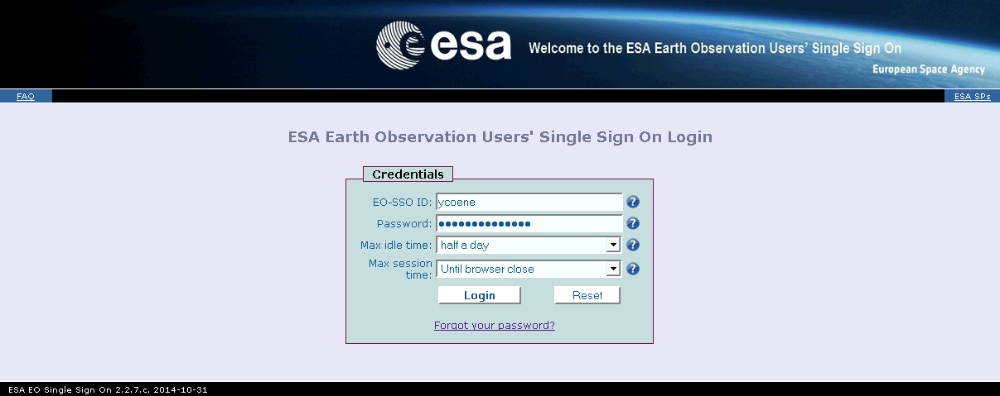 esa
Welcome to the ESA Earth Observation Users' Single Sign On
European Space Agency
FAQ
ESA SPs
ESA Earth Observation Users' Single Sign On Login
Credentials
EO-SSO ID: ycoene ?
Password: ●●●●●●●●●●●●●● ?
Max idle time: half a day ?
Max session
time: Until browser close ?
Login Reset
Forgot your password?
ESA EO Single Sign On 2.2.7.c, 2014-10-31